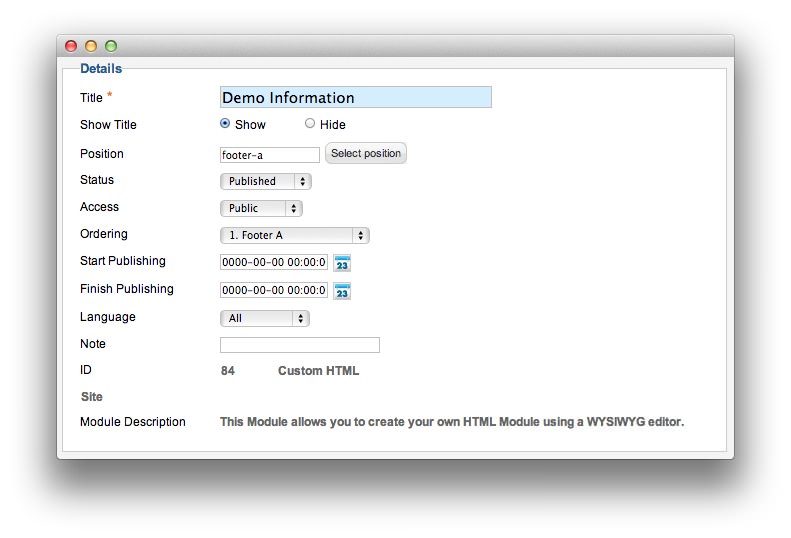 Details
Title * Demo Information
Show Title Show Hide
Position footer-a Select position
Status Published
Access Public
Ordering 1. Footer A
Start Publishing 0000-00-00 00:00:0 23
Finish Publishing 0000-00-00 00:00:0 23
Language All
Note
ID 84 Custom HTML
Site
Module Description This Module allows you to create your own HTML Module using a WYSIWYG editor.